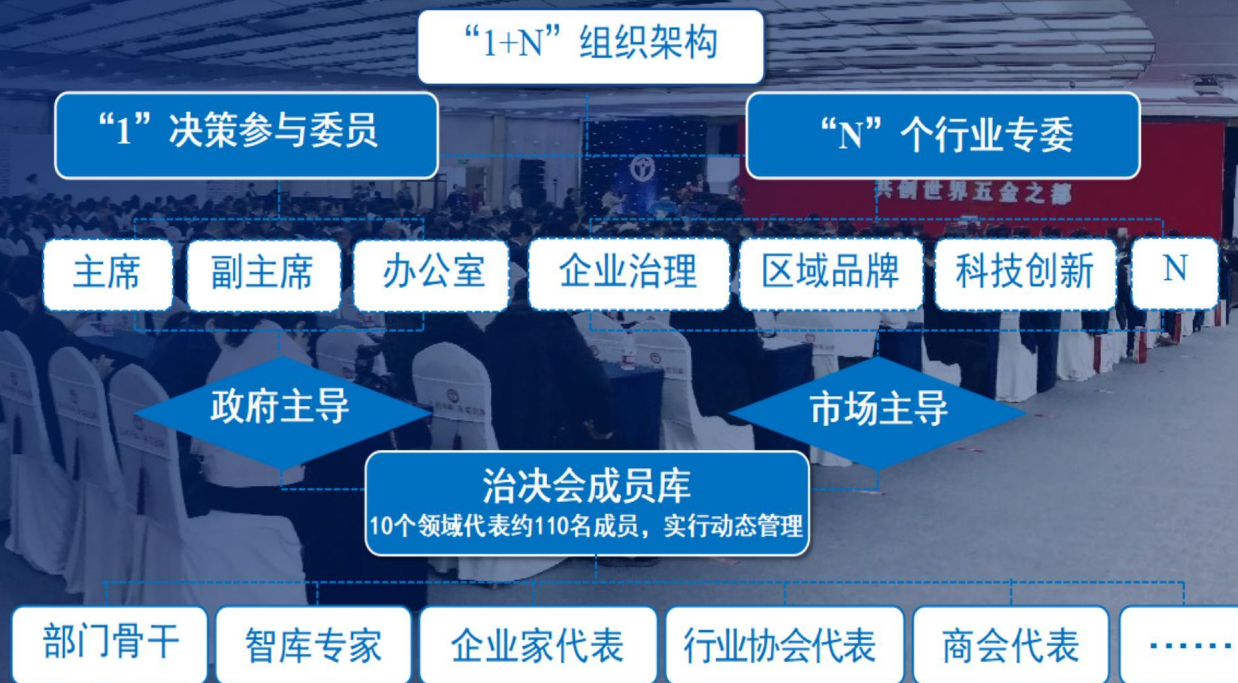 “1+N”组织架构
“1”决策参与委员
“N”个行业专委
共创世界五金之都
主席
副主席
办公室
企业治理
区域品牌
科技创新
N
政府主导
市场主导
治决会成员库
10个领域代表约110名成员，实行动态管理
部门骨干
智库专家
企业家代表
行业协会代表
商会代表
……